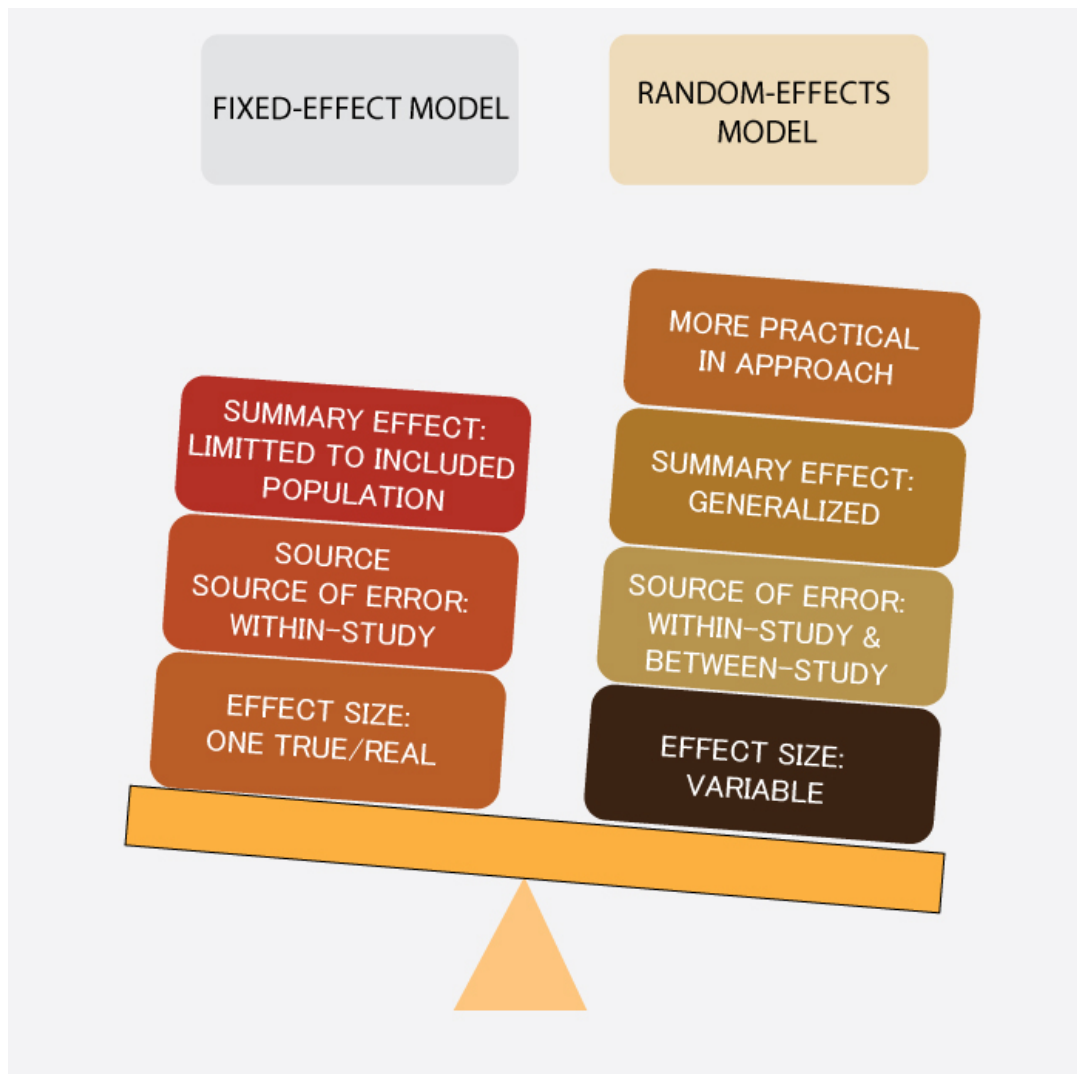 FIXED-EFFECT MODEL
RANDOM-EFFECTS
MODEL
SUMMARY EFFECT:
LIMITTED TO INCLUDED
POPULATION
SOURCE
SOURCE OF ERROR:
WITHIN-STUDY
EFFECT SIZE:
ONE TRUE/REAL
MORE PRACTICAL
IN APPROACH
SUMMARY EFFECT:
GENERALIZED
SOURCE OF ERROR:
WITHIN-STUDY &
BETWEEN-STUDY
EFFECT SIZE:
VARIABLE